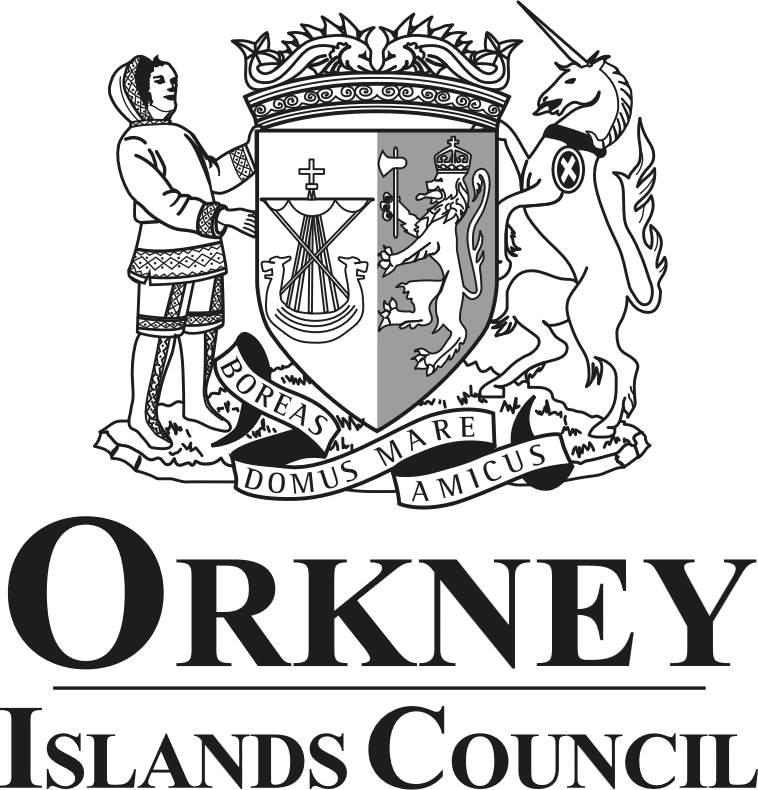 BOREAS
DOMUS MARE
AMICUS
ORKNEY
ISLANDS COUNCIL